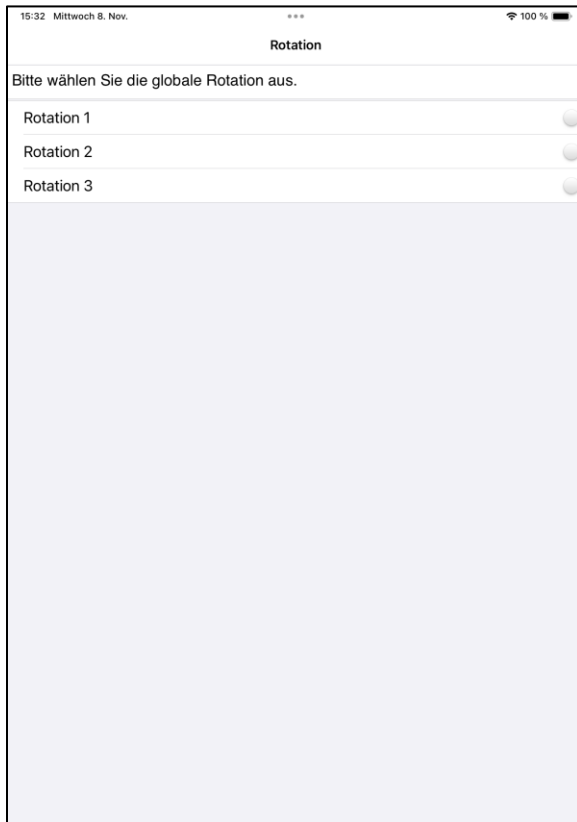 15:32 Mittwoch 8. Nov. 100 %
Rotation
Bitte wählen Sie die globale Rotation aus.
Rotation 1
Rotation 2
Rotation 3